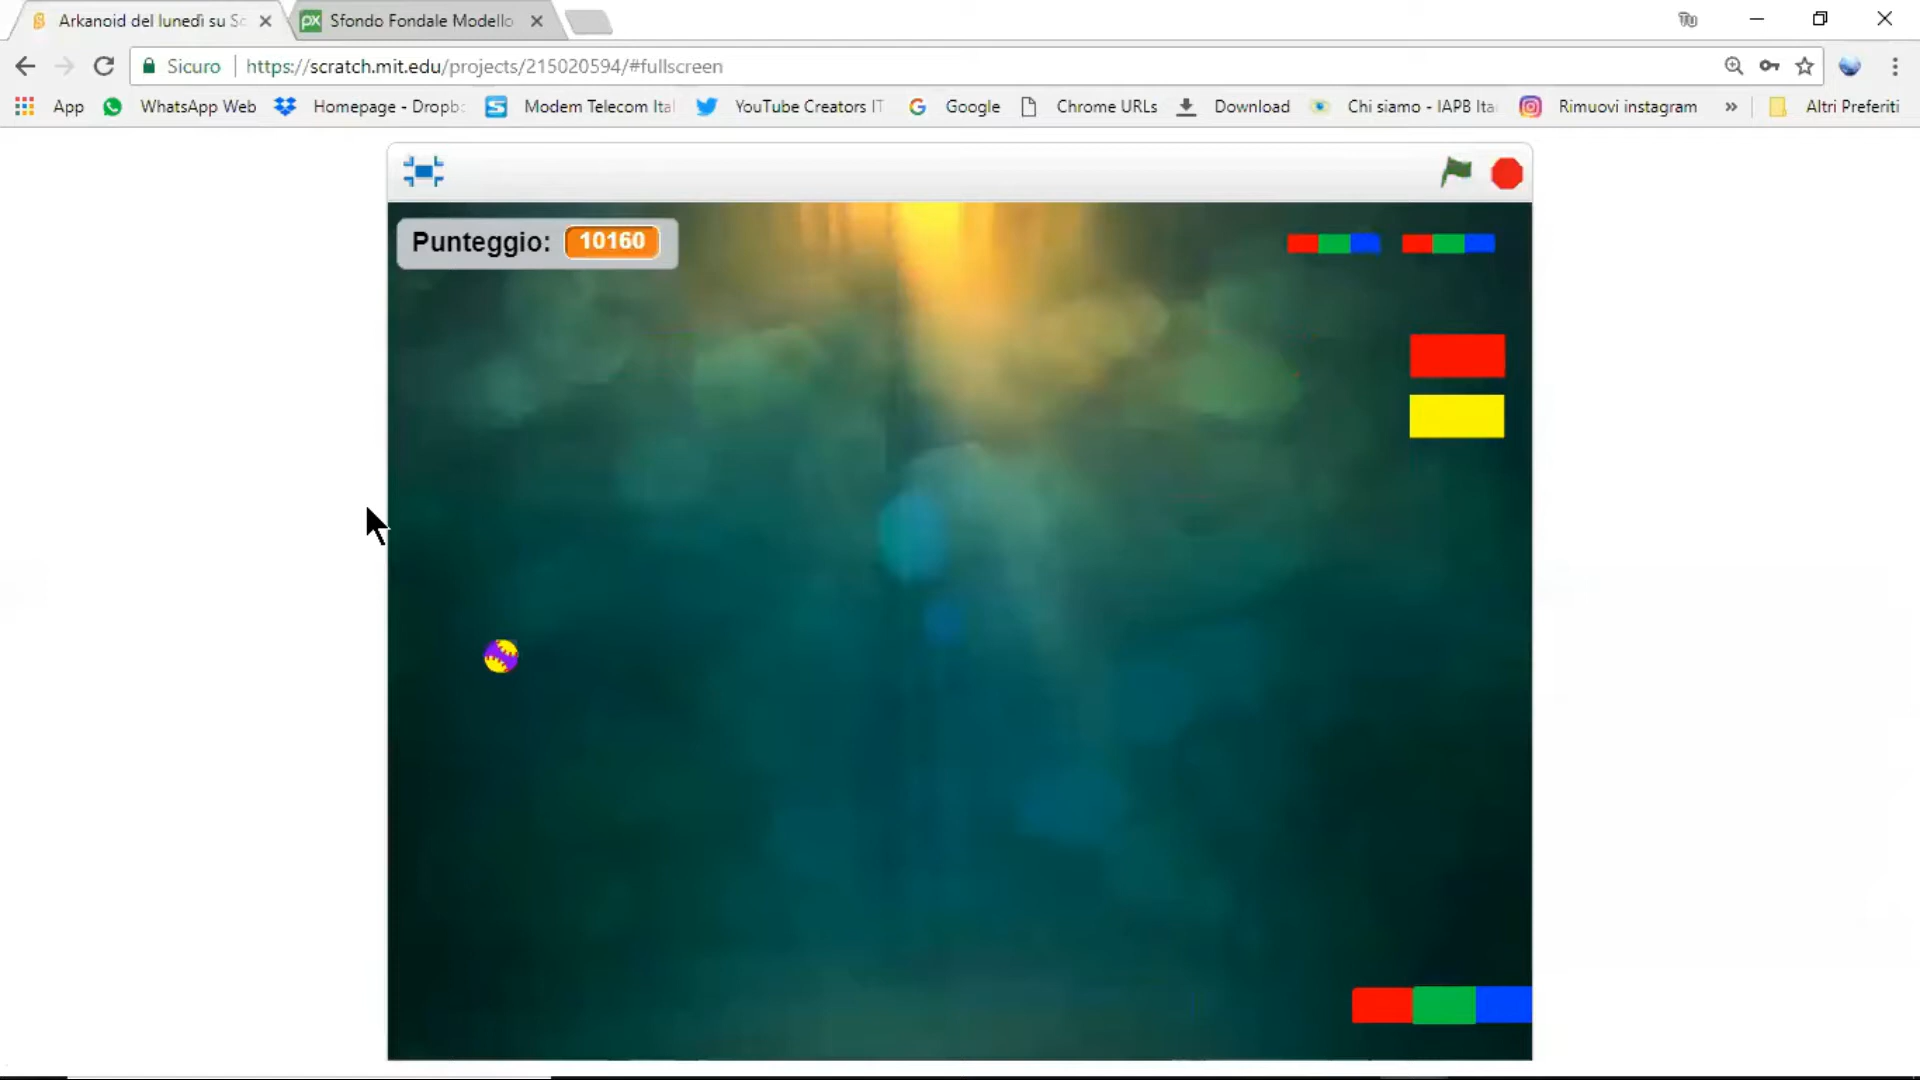 Arkanoid del lunedì su Sc
Sfondo Fondale Modello
Sicuro https://scratch.mit.edu/projects/215020594/#fullscreen
App WhatsApp Web Homepage - Dropb: Modem Telecom Ital YouTube Creators IT Google Chrome URLs Download Chi siamo - IAPB Ita Rimuovi instagram » Altri Preferiti
Punteggio: 10160